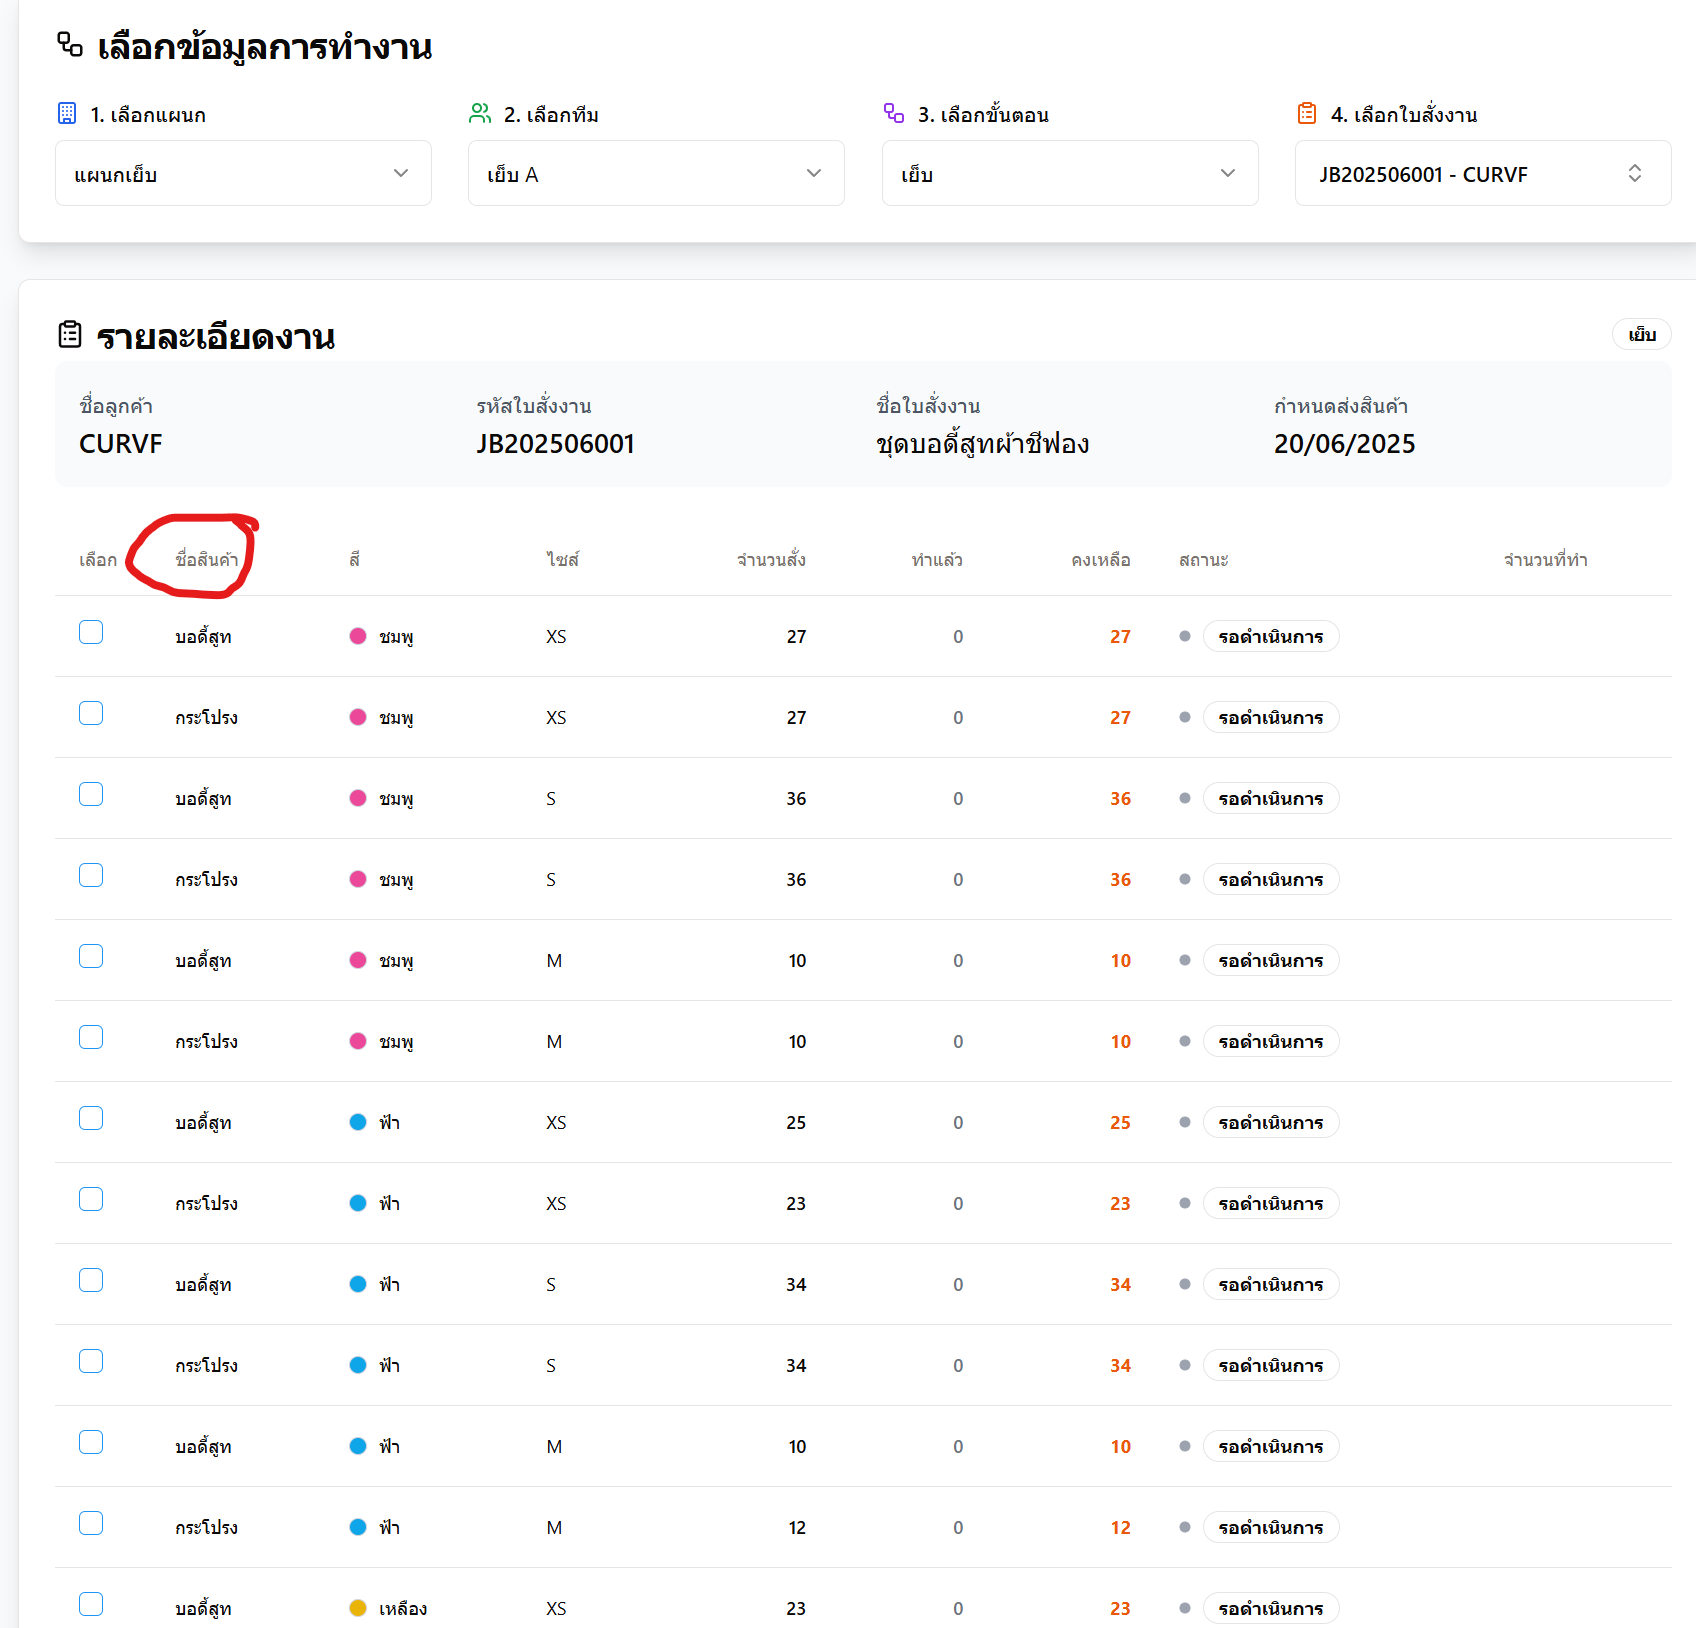 เลือกข้อมูลการทำงาน
1. เลือกแผนก 2. เลือกทีม 3. เลือกขั้นตอน 4. เลือกใบสั่งงาน
แผนกเย็บ เย็บ A เย็บ JB202506001 - CURVF
รายละเอียดงาน เย็บ
ชื่อลูกค้า รหัสใบสั่งงาน ชื่อใบสั่งงาน กำหนดส่งสินค้า
CURVF JB202506001 ชุดบอดี้สูทผ้าชีฟอง 20/06/2025
เลือก ชื่อสินค้า สี ไซส์ จำนวนสั่ง ทำแล้ว คงเหลือ สถานะ จำนวนที่ทำ
บอดี้สูท ชมพู XS 27 0 27 รอดำเนินการ
กระโปรง ชมพู XS 27 0 27 รอดำเนินการ
บอดี้สูท ชมพู S 36 0 36 รอดำเนินการ
กระโปรง ชมพู S 36 0 36 รอดำเนินการ
บอดี้สูท ชมพู M 10 0 10 รอดำเนินการ
กระโปรง ชมพู M 10 0 10 รอดำเนินการ
บอดี้สูท ฟ้า XS 25 0 25 รอดำเนินการ
กระโปรง ฟ้า XS 23 0 23 รอดำเนินการ
บอดี้สูท ฟ้า S 34 0 34 รอดำเนินการ
กระโปรง ฟ้า S 34 0 34 รอดำเนินการ
บอดี้สูท ฟ้า M 10 0 10 รอดำเนินการ
กระโปรง ฟ้า M 12 0 12 รอดำเนินการ
บอดี้สูท เหลือง XS 23 0 23 รอดำเนินการ